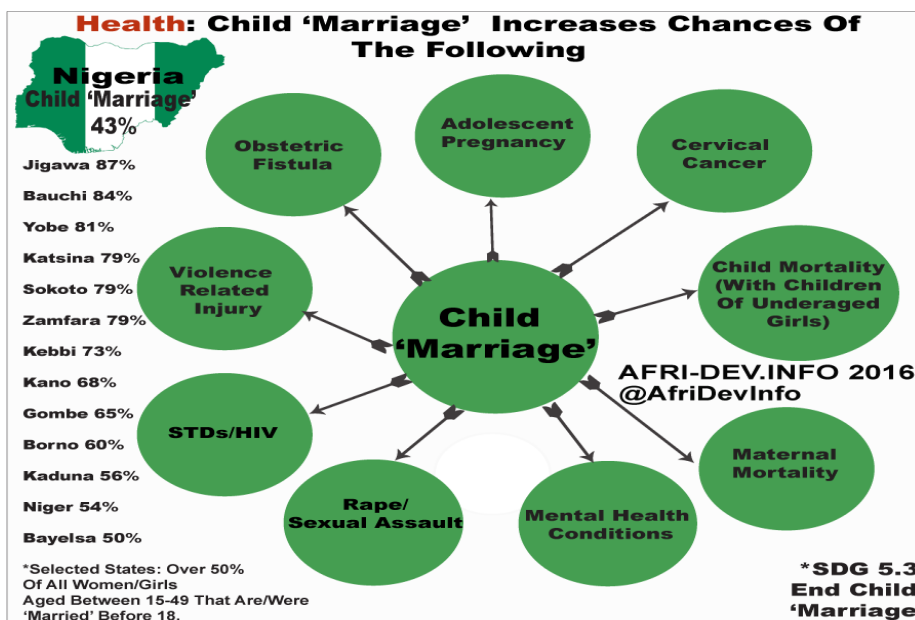 Health: Child ‘Marriage’ Increases Chances Of
The Following
Nigeria
Child ‘Marriage’
43%
Jigawa 87%
Bauchi 84%
Yobe 81%
Katsina 79%
Sokoto 79%
Zamfara 79%
Kebbi 73%
Kano 68%
Gombe 65%
Borno 60%
Kaduna 56%
Niger 54%
Bayelsa 50%
*Selected States: Over 50%
Of All Women/Girls
Aged Between 15-49 That Are/Were
‘Married’ Before 18.
Obstetric
Fistula
Adolescent
Pregnancy
Cervical
Cancer
Violence
Related
Injury
Child
‘Marriage’
Child Mortality
(With Children
Of Underaged
Girls)
AFRI-DEV.INFO 2016
@AfriDevInfo
STDs/HIV
Rape/
Sexual Assault
Mental Health
Conditions
Maternal
Mortality
*SDG 5.3
End Child
‘Marriage